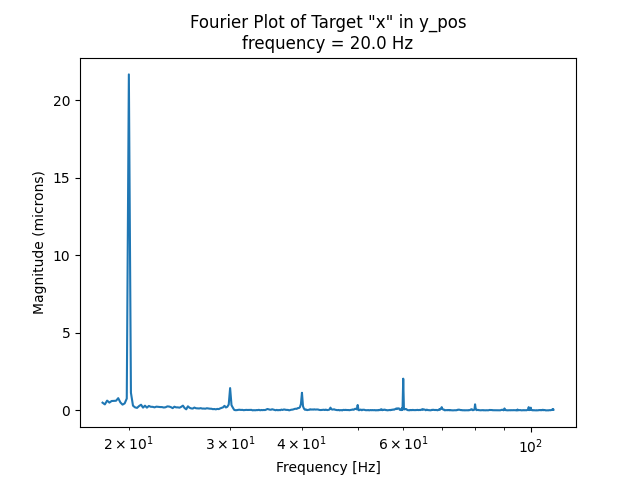 Fourier Plot of Target "x" in y_pos
frequency = 20.0 Hz
Magnitude (microns)
20
15
10
5
0
2 × 10¹ 3 × 10¹ 4 × 10¹ 6 × 10¹ 10²
Frequency [Hz]